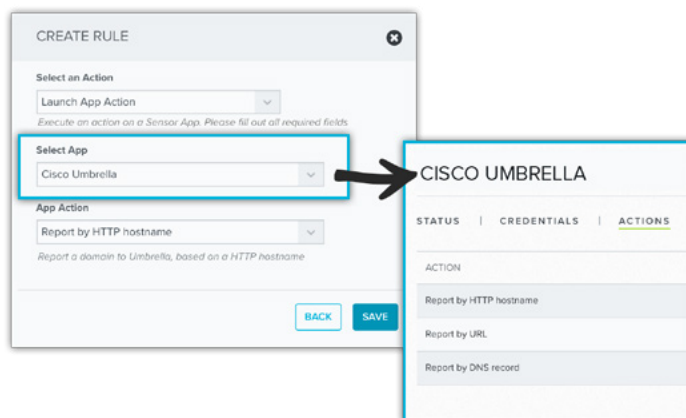 CREATE RULE
Select an Action
Launch App Action
Execute an action on a Sensor App. Please fill out all required fields
Select App
Cisco Umbrella
App Action
Report by HTTP hostname
Report a domain to Umbrella, based on a HTTP hostname
BACK
SAVE
CISCO UMBRELLA
STATUS | CREDENTIALS | ACTIONS
ACTION
Report by HTTP hostname
Report by URL
Report by DNS record